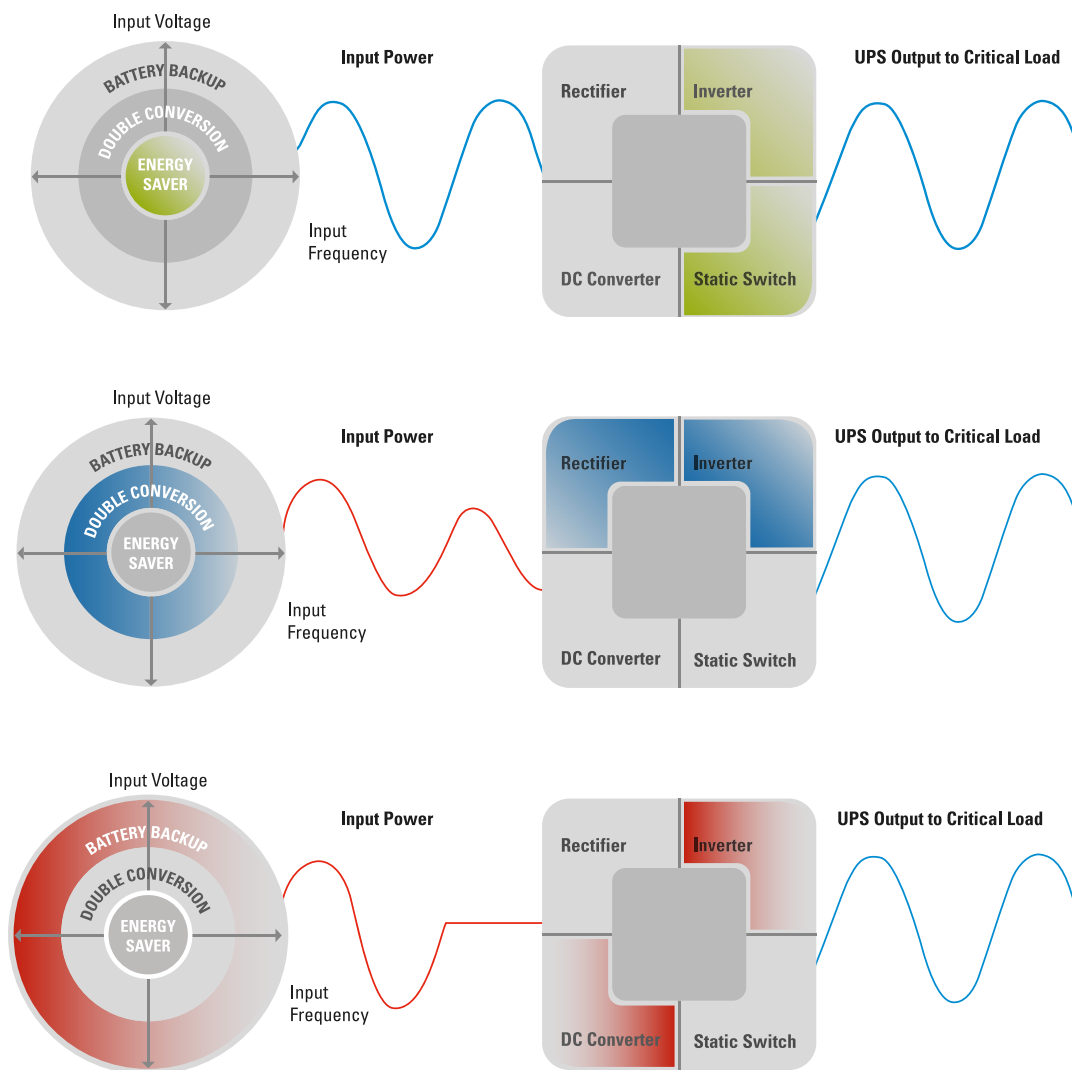 Input Voltage
BATTERY BACKUP
DOUBLE CONVERSION
ENERGY
SAVER
Input
Frequency
Input Power
Rectifier
Inverter
DC Converter
Static Switch
UPS Output to Critical Load
Input Voltage
BATTERY BACKUP
DOUBLE CONVERSION
ENERGY
SAVER
Input
Frequency
Input Power
Rectifier
Inverter
DC Converter
Static Switch
UPS Output to Critical Load
Input Voltage
BATTERY BACKUP
DOUBLE CONVERSION
ENERGY
SAVER
Input
Frequency
Input Power
Rectifier
Inverter
DC Converter
Static Switch
UPS Output to Critical Load